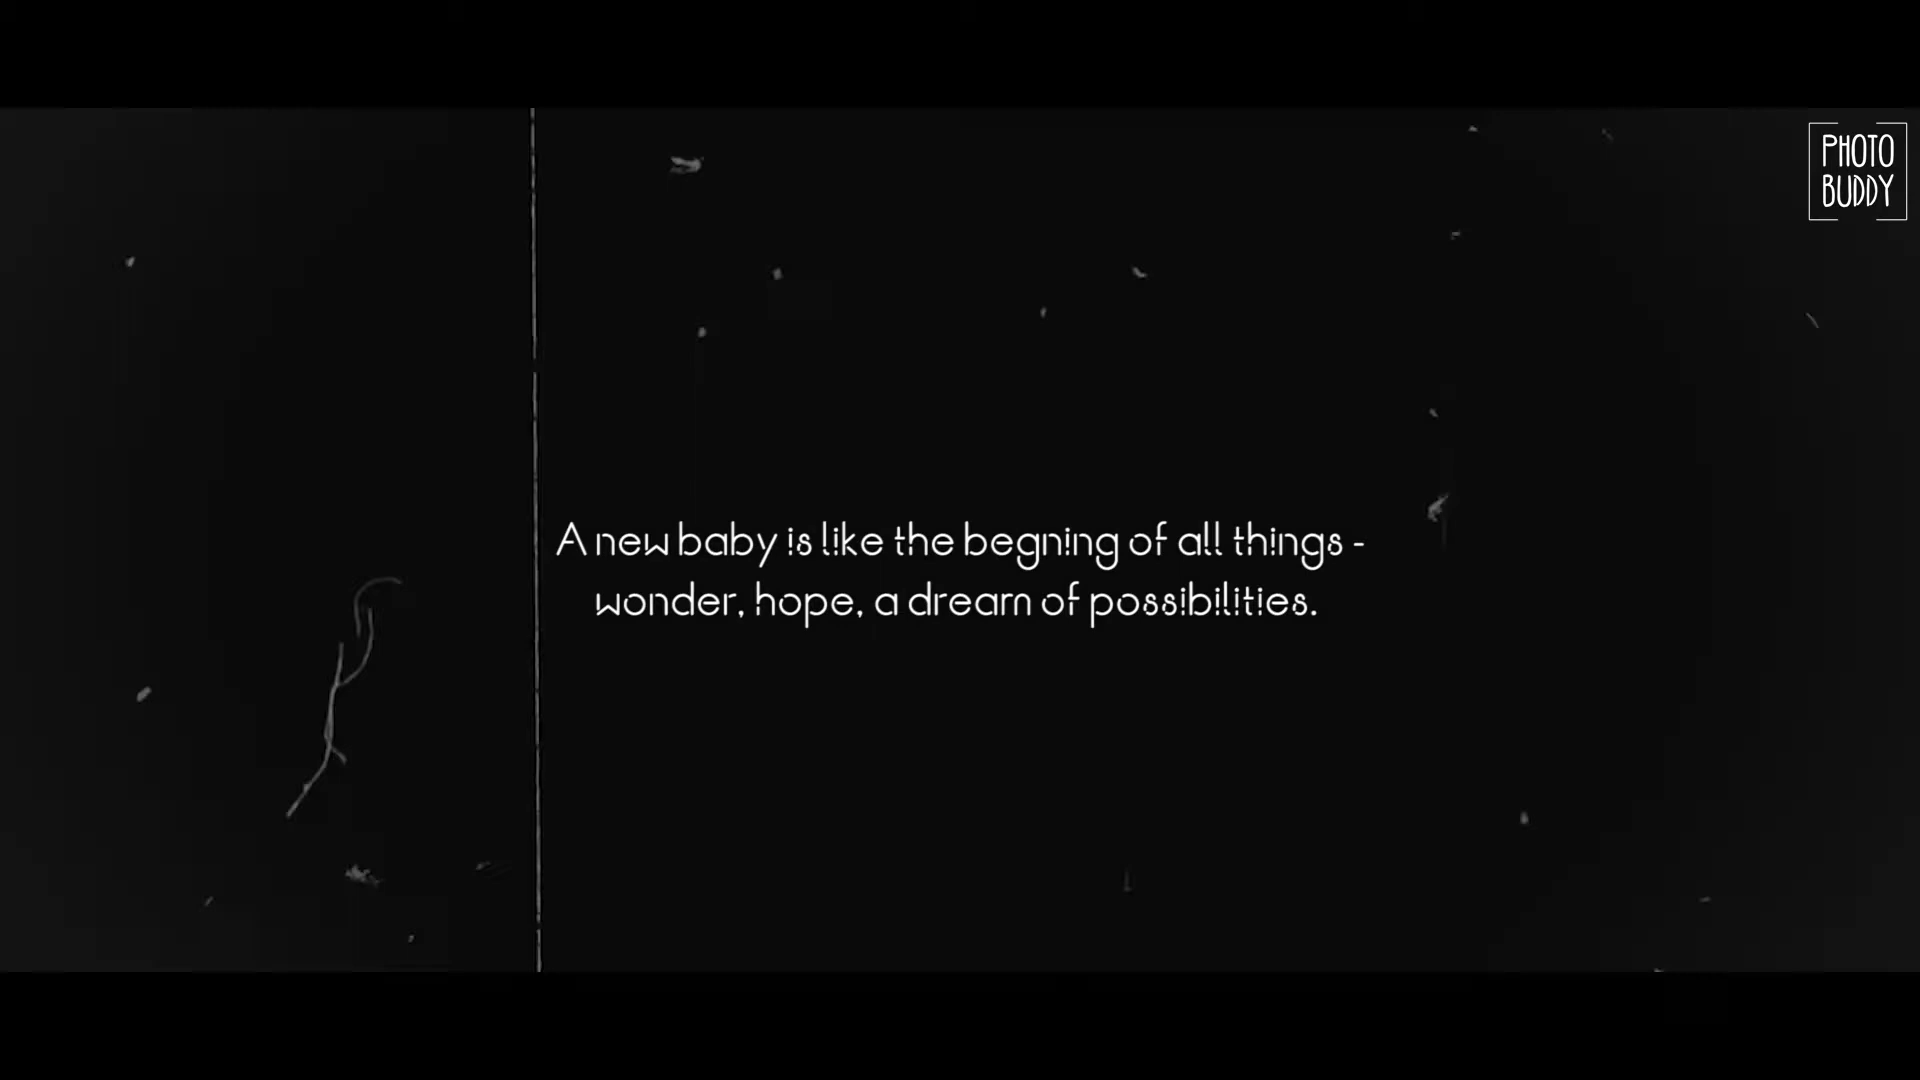 PHOTO
BUDDY
A new baby is like the begning of all things -
wonder, hope, a dream of possibilities.